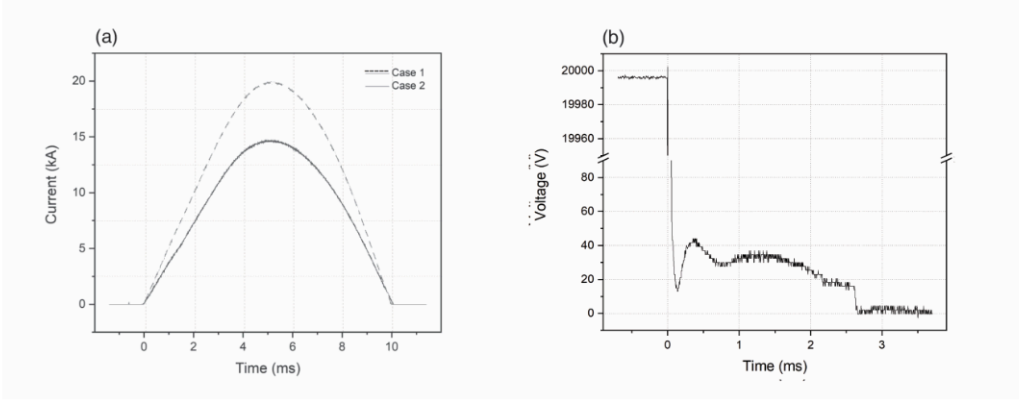 (a)
Case 1
Case 2
20
15
10
5
0
Current (kA)
0 2 4 6 8 10
Time (ms)
(b)
20000
19980
19960
80
60
40
20
0
Voltage (V)
0 1 2 3
Time (ms)